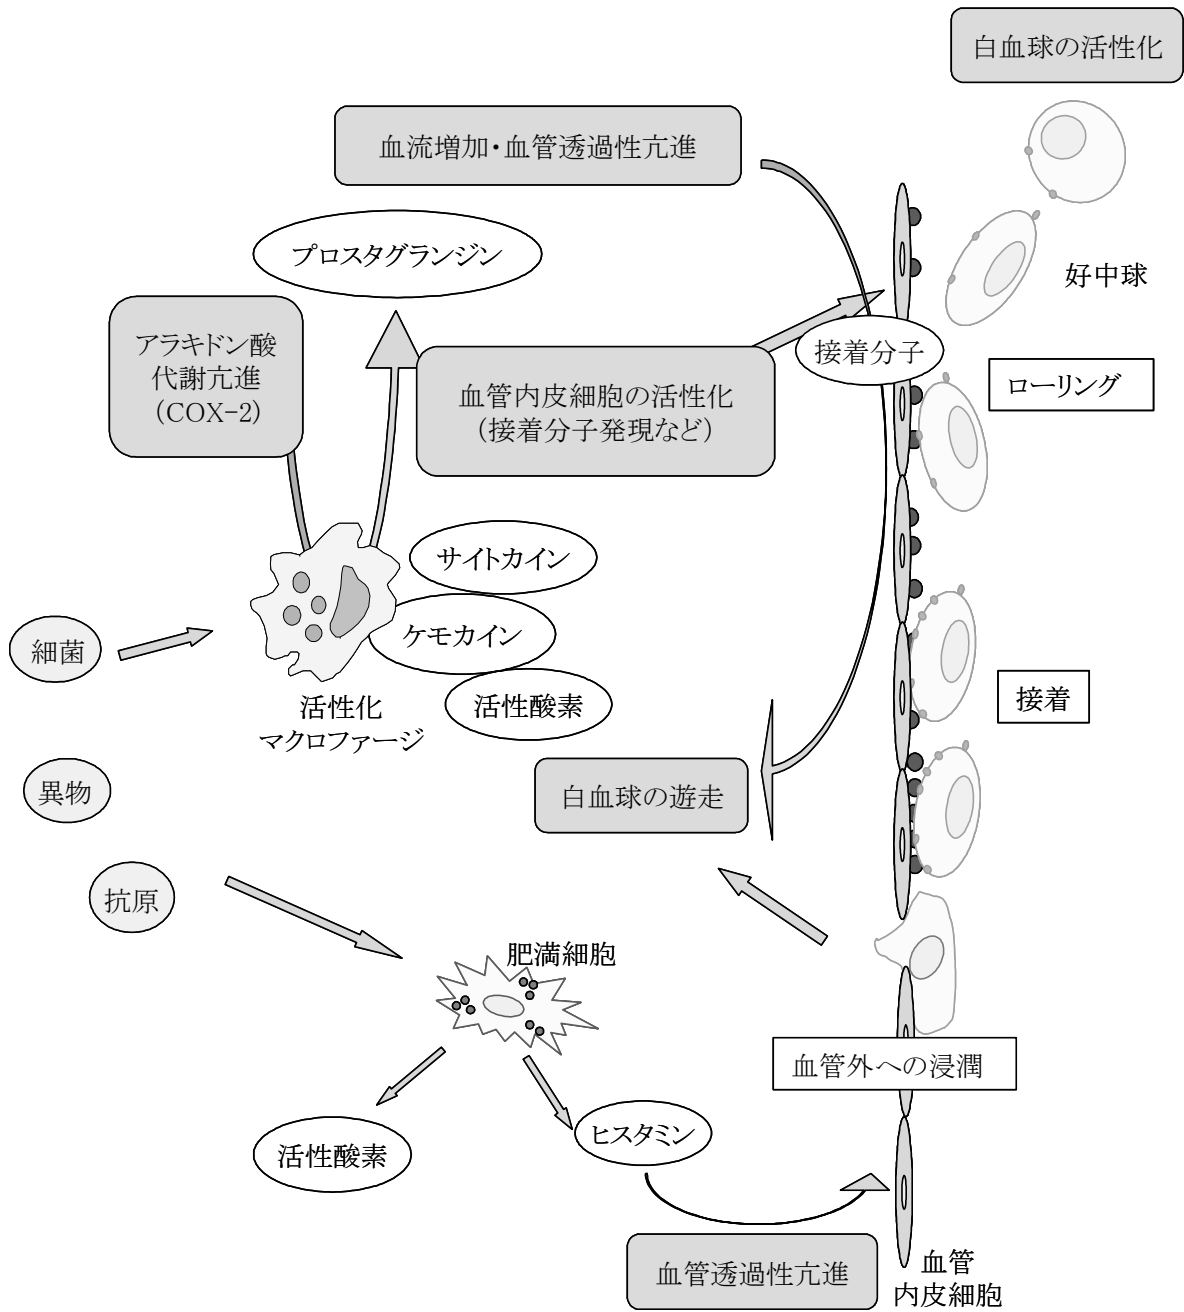 白血球の活性化
血流増加・血管透過性亢進
プロスタグランジン
好中球
アラキドン酸
代謝亢進
（COX-2）
血管内皮細胞の活性化
（接着分子発現など）
接着分子
ローリング
サイトカイン
ケモカイン
活性酸素
細菌
活性化
マクロファージ
接着
異物
白血球の遊走
抗原
肥満細胞
血管外への浸潤
活性酸素
ヒスタミン
血管透過性亢進
血管
内皮細胞